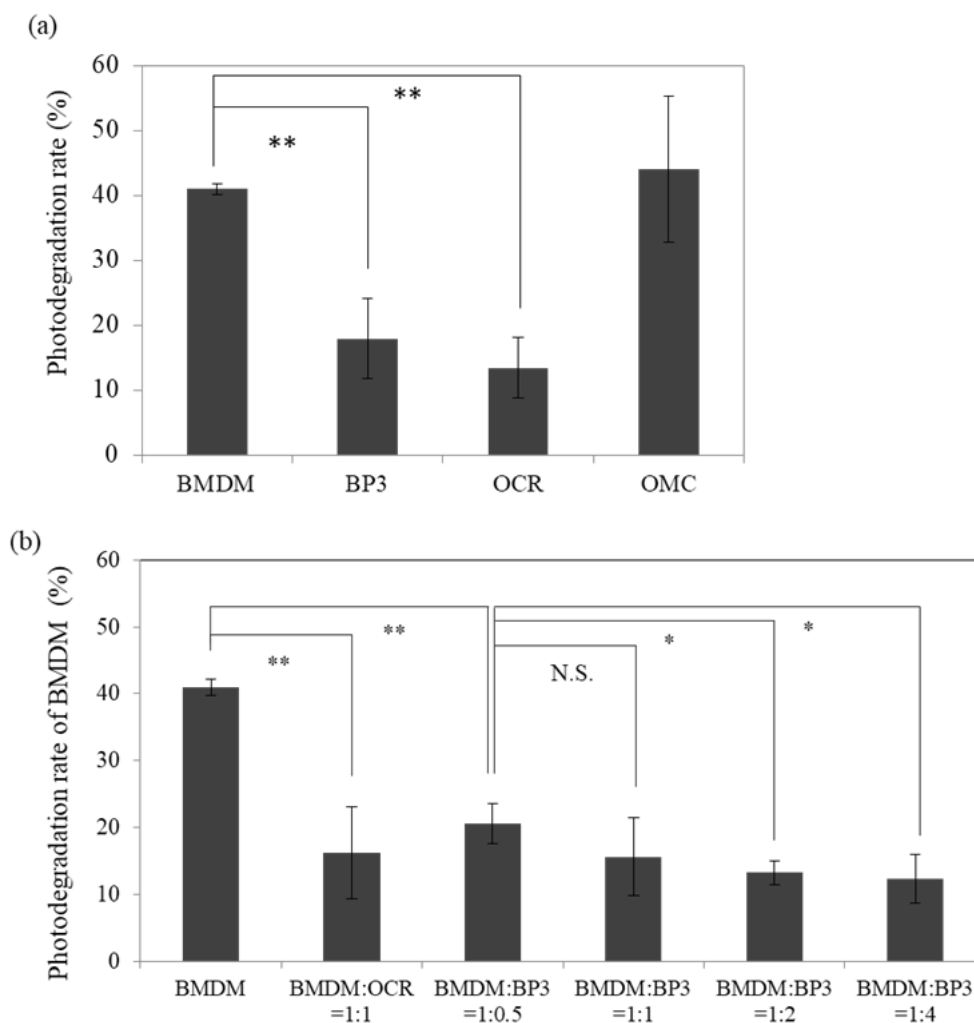 (a)
Photodegradation rate (%)
60
50
40
30
20
10
0
**
**
BMDM BP3 OCR OMC
(b)
Photodegradation rate of BMDM (%)
60
50
40
30
20
10
0
**
**
N.S.
*
*
BMDM BMDM:OCR BMDM:BP3 BMDM:BP3 BMDM:BP3 BMDM:BP3
=1:1 =1:0.5 =1:1 =1:2 =1:4